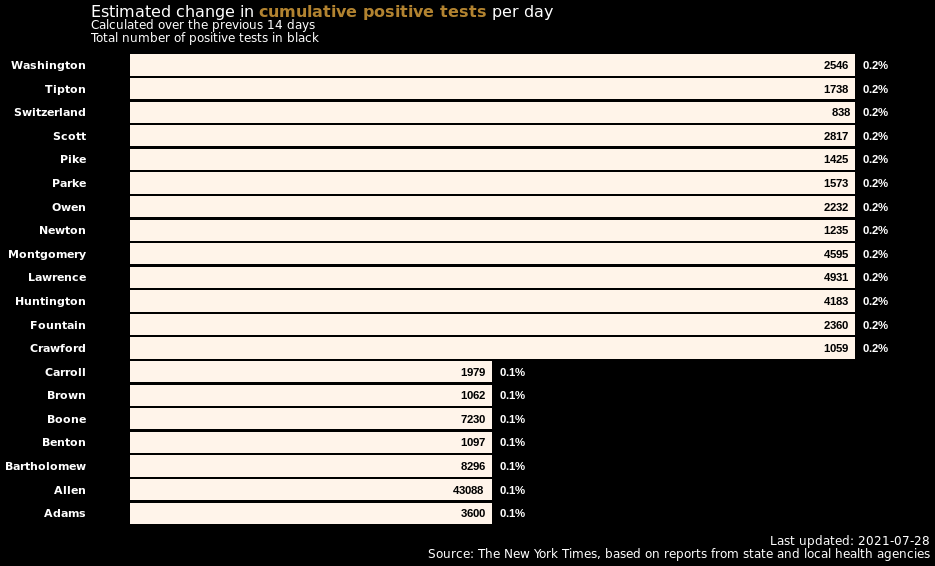 Estimated change in cumulative positive tests per day
Calculated over the previous 14 days
Total number of positive tests in black
Washington 2546 0.2%
Tipton 1738 0.2%
Switzerland 838 0.2%
Scott 2817 0.2%
Pike 1425 0.2%
Parke 1573 0.2%
Owen 2232 0.2%
Newton 1235 0.2%
Montgomery 4595 0.2%
Lawrence 4931 0.2%
Huntington 4183 0.2%
Fountain 2360 0.2%
Crawford 1059 0.2%
Carroll 1979 0.1%
Brown 1062 0.1%
Boone 7230 0.1%
Benton 1097 0.1%
Bartholomew 8296 0.1%
Allen 43088 0.1%
Adams 3600 0.1%
Last updated: 2021-07-28
Source: The New York Times, based on reports from state and local health agencies